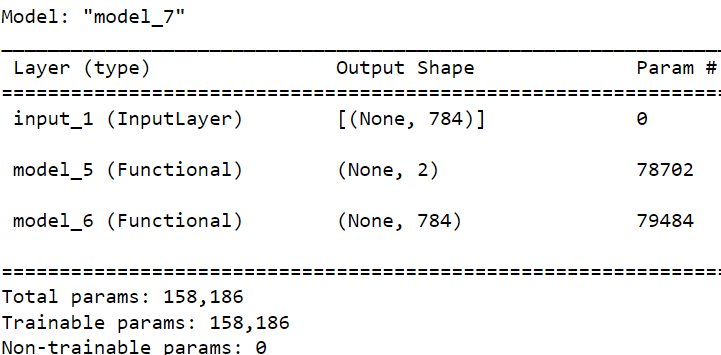 Model: "model_7"
_________________________________________________________________
Layer (type) Output Shape Param #
=================================================================
input_1 (InputLayer) [(None, 784)] 0
model_5 (Functional) (None, 2) 78702
model_6 (Functional) (None, 784) 79484
=================================================================
Total params: 158,186
Trainable params: 158,186
Non-trainable params: 0